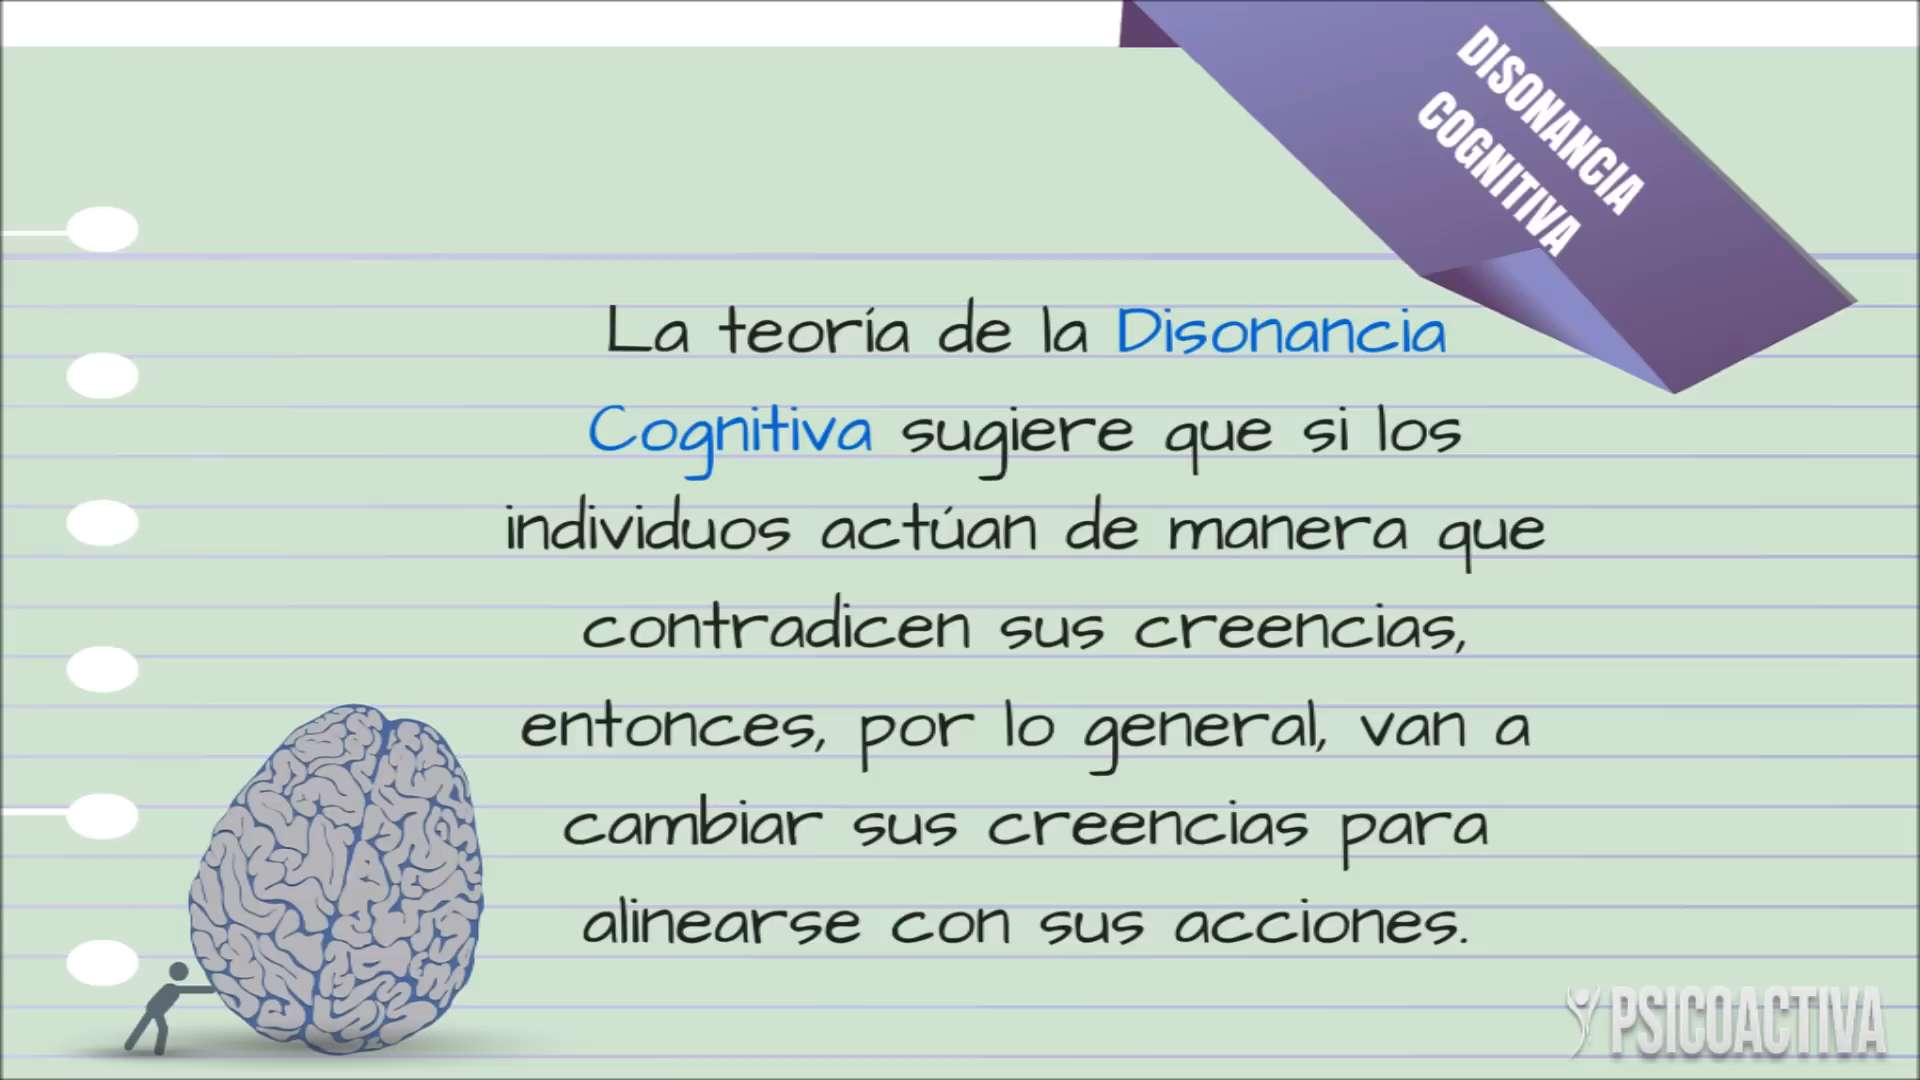 DISONANCIA
COGNITIVA
La teoría de la Disonancia
Cognitiva sugiere que si los
individuos actúan de manera que
contradicen sus creencias,
entonces, por lo general, van a
cambiar sus creencias para
alinearse con sus acciones.
PSICOACTIVA